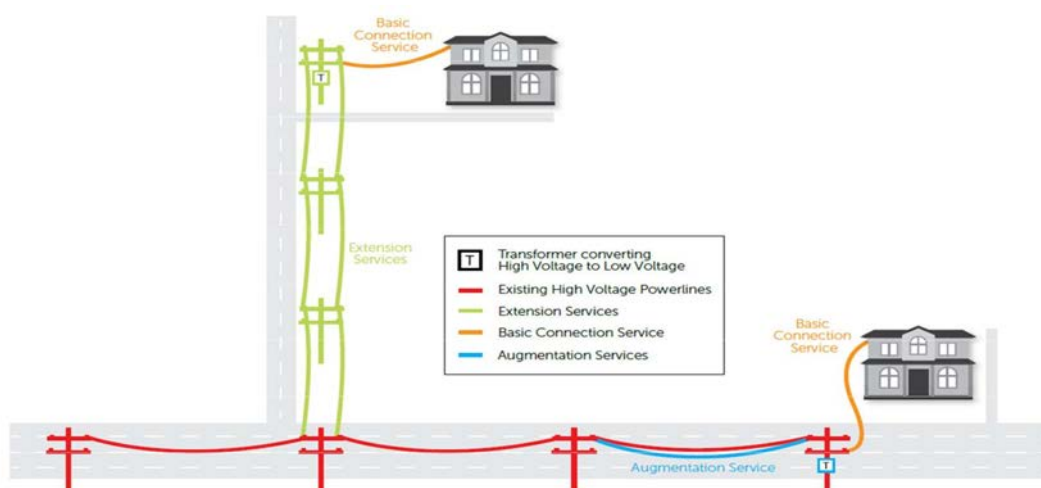 Basic
Connection
Service
T
Extension
Services
T
Transformer converting
High Voltage to Low Voltage
Existing High Voltage Powerlines
Extension Services
Basic Connection Service
Augmentation Services
Basic
Connection
Service
Augmentation Service
T